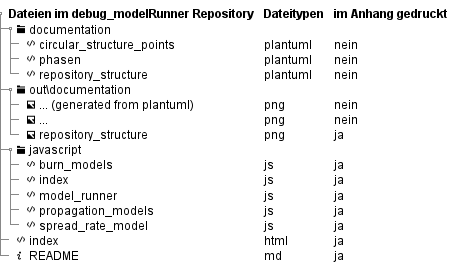 Dateien im debug_modelRunner Repository Dateitypen im Anhang gedruckt
documentation
circular_structure_points plantuml nein
phasen plantuml nein
repository_structure plantuml nein
out\documentation
... (generated from plantuml) png nein
... png nein
repository_structure png ja
javascript
burn_models js ja
index js ja
model_runner js ja
propagation_models js ja
spread_rate_model js ja
index html ja
README md ja